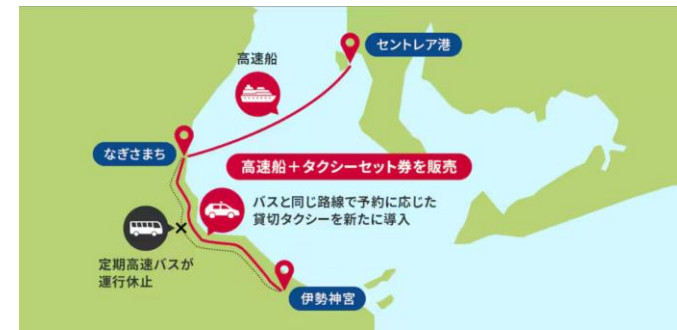 セントレア港
高速船
なぎさまち
高速船＋タクシーセット券を販売
バスと同じ路線で予約に応じた
貸切タクシーを新たに導入
定期高速バスが
運行休止
伊勢神宮